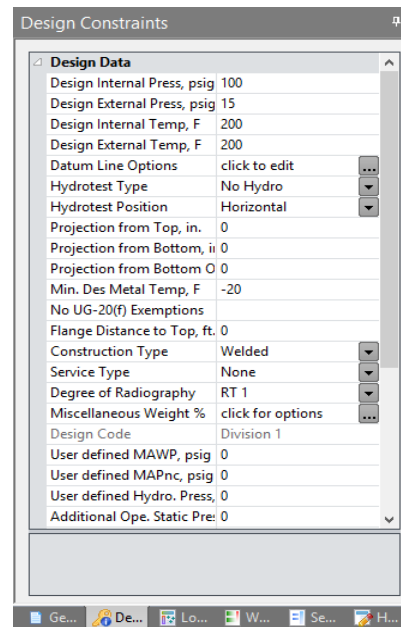 Design Constraints
Design Data
Design Internal Press, psig 100
Design External Press, psig 15
Design Internal Temp, F 200
Design External Temp, F 200
Datum Line Options click to edit ...
Hydrotest Type No Hydro
Hydrotest Position Horizontal
Projection from Top, in. 0
Projection from Bottom, i 0
Projection from Bottom O 0
Min. Des Metal Temp, F -20
No UG-20(f) Exemptions
Flange Distance to Top, ft. 0
Construction Type Welded
Service Type None
Degree of Radiography RT 1
Miscellaneous Weight % click for options ...
Design Code Division 1
User defined MAWP, psig 0
User defined MAPnc, psig 0
User defined Hydro. Press, 0
Additional Ope. Static Pre 0
Ge... De... Lo... W... Se... H...